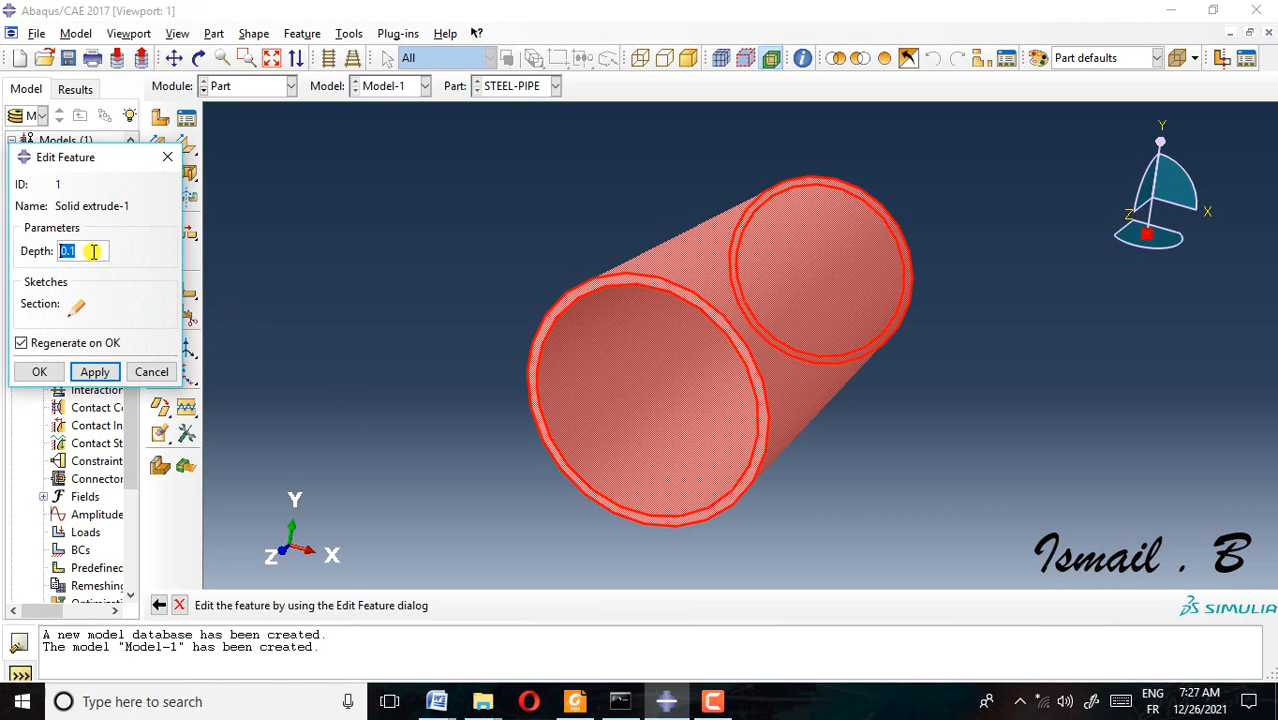 Abaqus/CAE 2017 [Viewport: 1]
File Model Viewport View Part Shape Feature Tools Plug-ins Help
All
Part defaults
Model Results
Module: Part Model: Model-1 Part: STEEL-PIPE
M
Models (1)
Edit Feature
ID: 1
Name: Solid extrude-1
Parameters
Depth: 0.1
Sketches
Section:
Regenerate on OK
OK Apply Cancel
Interaction
Contact Co
Contact In
Contact St
Constraint
Connector
Fields
Amplitude
Loads
BCs
Predefined
Remeshing
Y
X
Z
Y
Z X
Ismail . B
Edit the feature by using the Edit Feature dialog
SIMULIA
A new model database has been created.
The model "Model-1" has been created.
>>>
Type here to search
ENG
FR
7:27 AM
12/26/2021